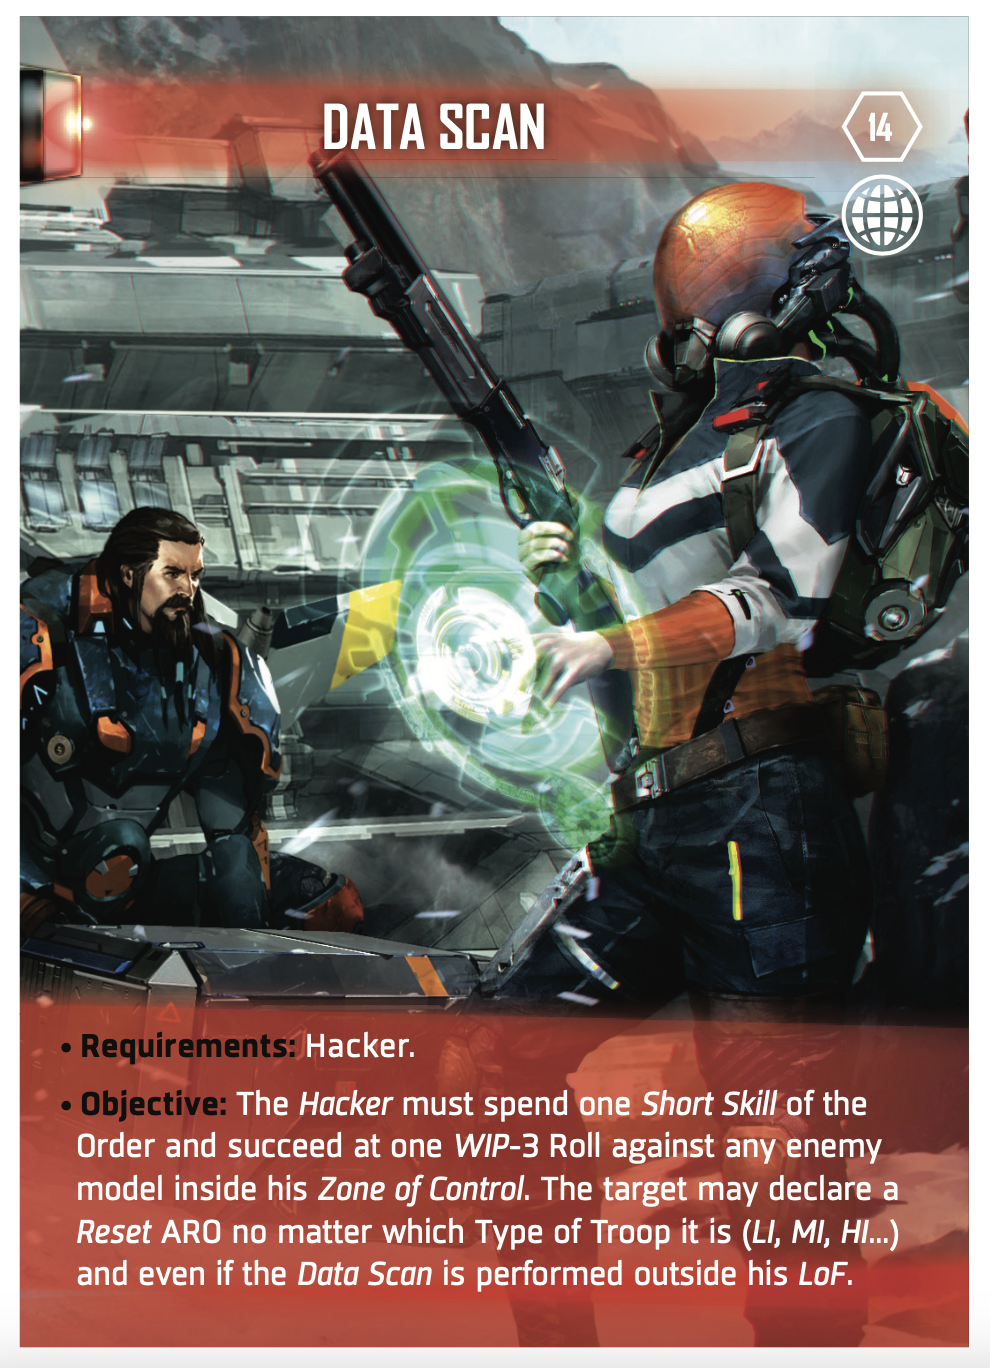 DATA SCAN
14
• Requirements: Hacker.
• Objective: The Hacker must spend one Short Skill of the
Order and succeed at one WIP-3 Roll against any enemy
model inside his Zone of Control. The target may declare a
Reset ARO no matter which Type of Troop it is (LI, MI, HI...)
and even if the Data Scan is performed outside his LoF.